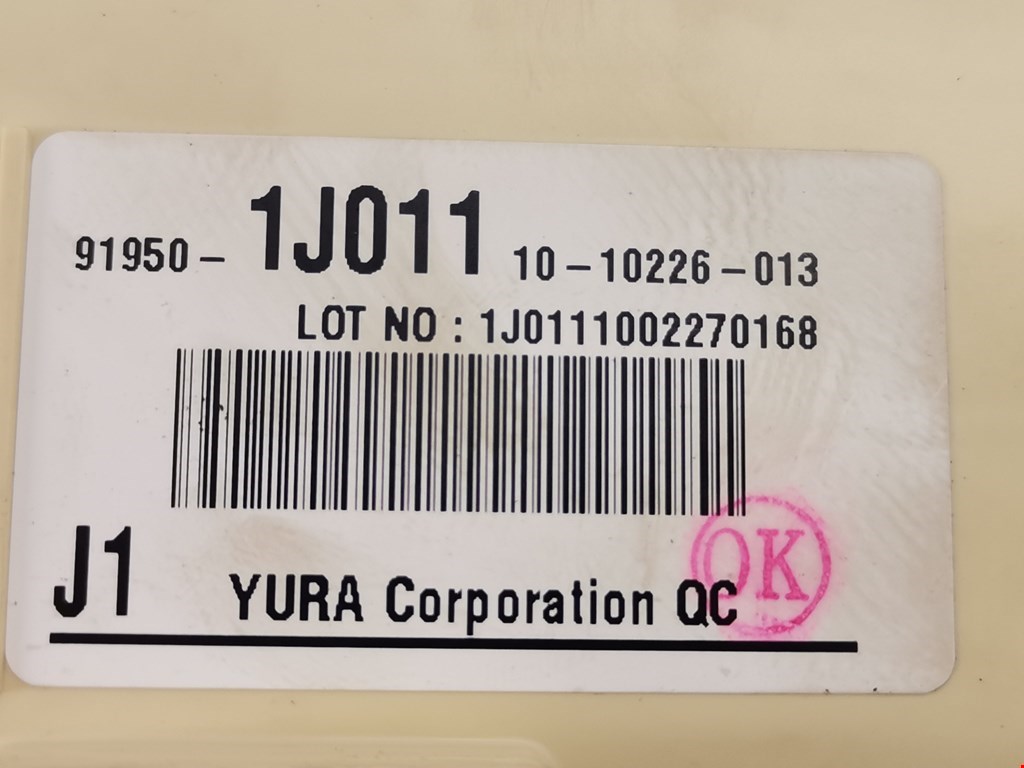 91950- 1J011 10-10226-013
LOT NO : 1J0111002270168
J1 YURA Corporation QC
OK